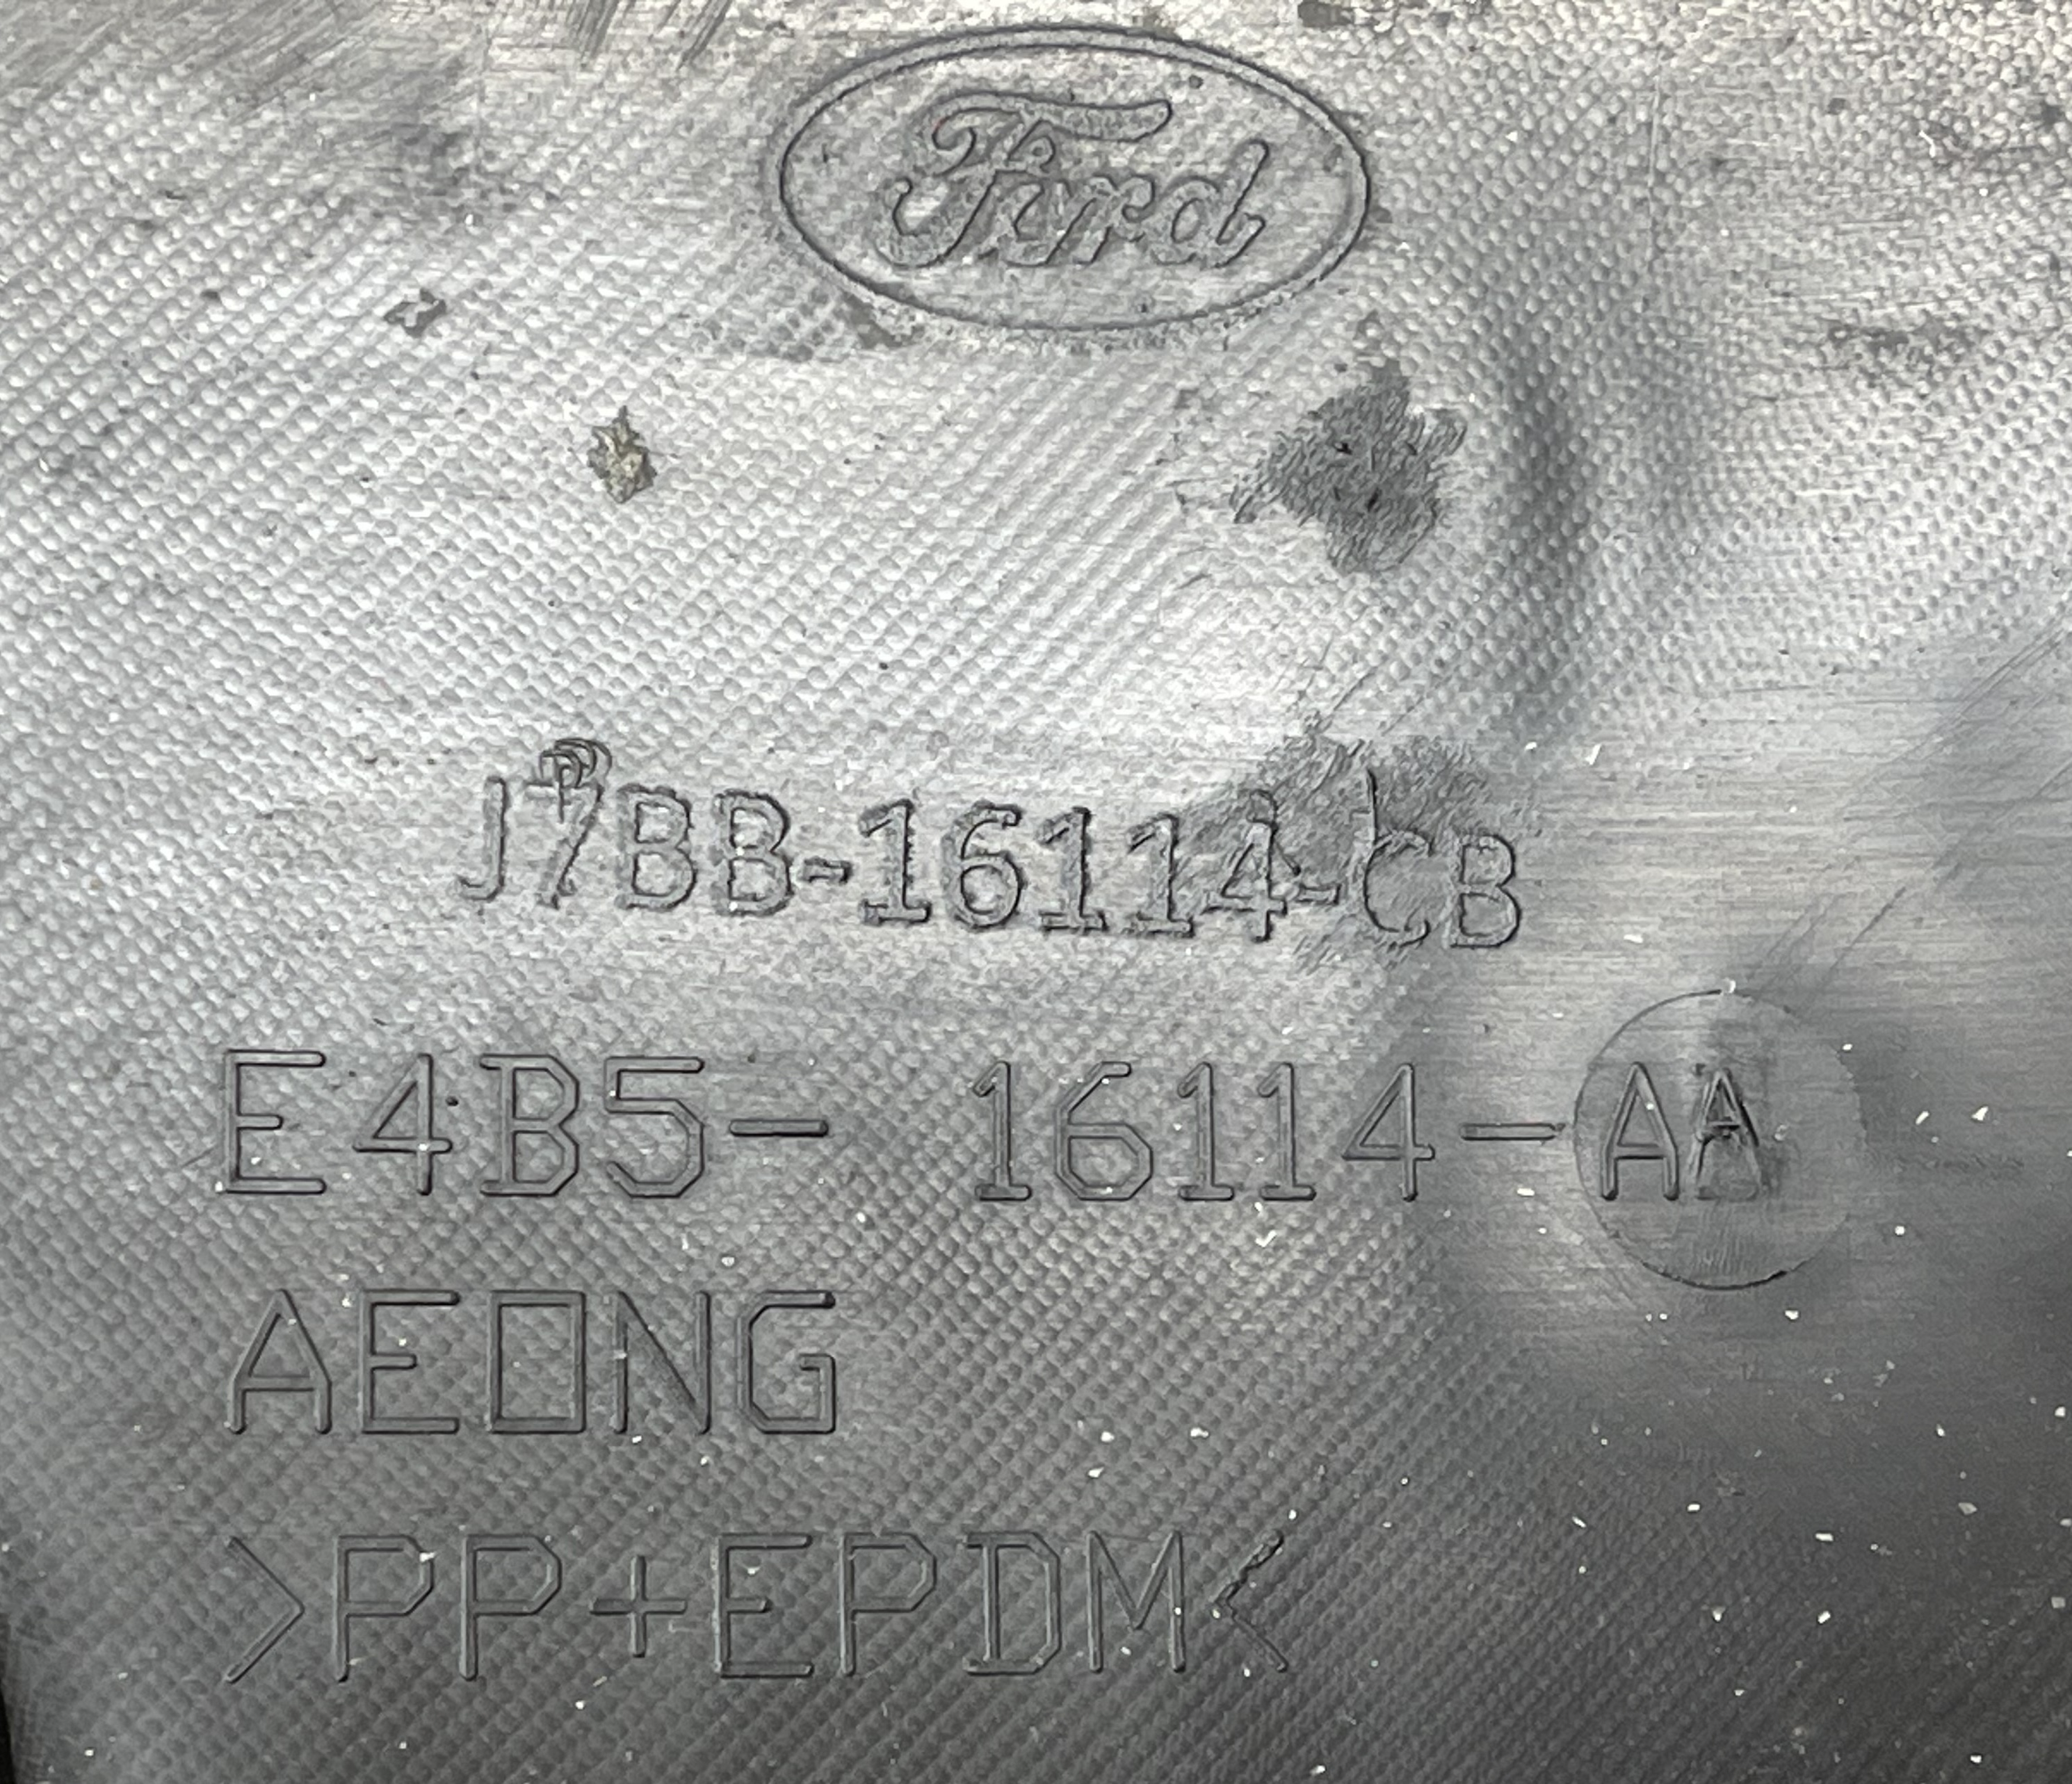 Ford
J7BB-16114-CB
E4B5- 16114-AA
AEONG
>PP+EPDM<